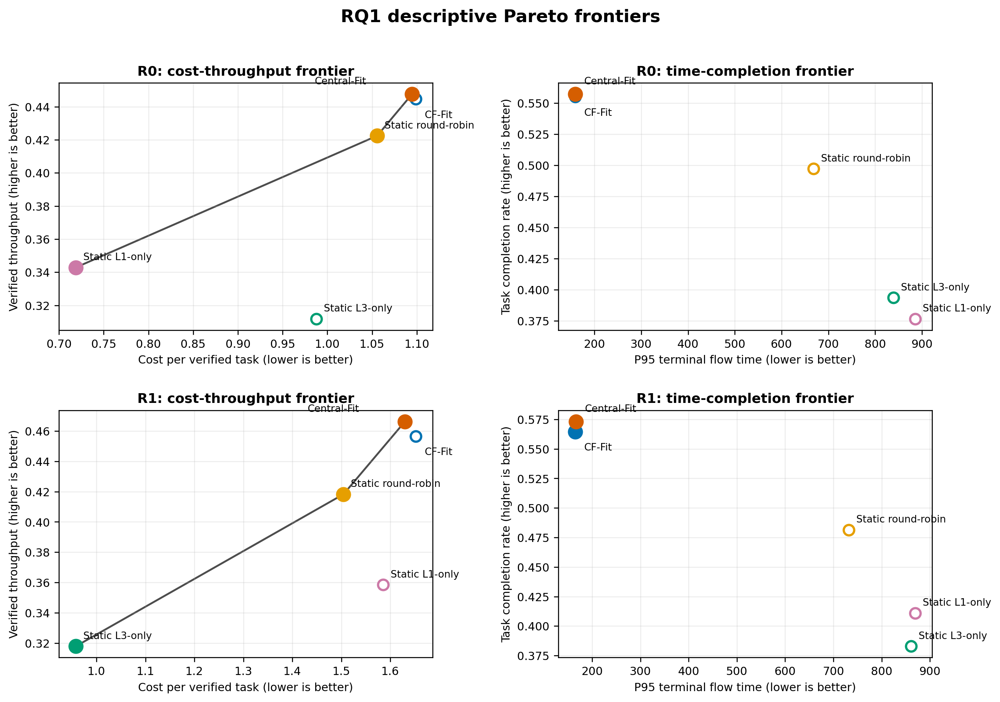 RQ1 descriptive Pareto frontiers
R0: cost-throughput frontier
Central-Fit
CF-Fit
Static round-robin
Static L1-only
Static L3-only
Verified throughput (higher is better)
0.44
0.42
0.40
0.38
0.36
0.34
0.32
0.70 0.75 0.80 0.85 0.90 0.95 1.00 1.05 1.10
Cost per verified task (lower is better)
R0: time-completion frontier
Central-Fit
CF-Fit
Static round-robin
Static L3-only
Static L1-only
Task completion rate (higher is better)
0.550
0.525
0.500
0.475
0.450
0.425
0.400
0.375
200 300 400 500 600 700 800 900
P95 terminal flow time (lower is better)
R1: cost-throughput frontier
Central-Fit
CF-Fit
Static round-robin
Static L1-only
Static L3-only
Verified throughput (higher is better)
0.46
0.44
0.42
0.40
0.38
0.36
0.34
0.32
1.0 1.1 1.2 1.3 1.4 1.5 1.6
Cost per verified task (lower is better)
R1: time-completion frontier
Central-Fit
CF-Fit
Static round-robin
Static L1-only
Static L3-only
Task completion rate (higher is better)
0.575
0.550
0.525
0.500
0.475
0.450
0.425
0.400
0.375
200 300 400 500 600 700 800 900
P95 terminal flow time (lower is better)